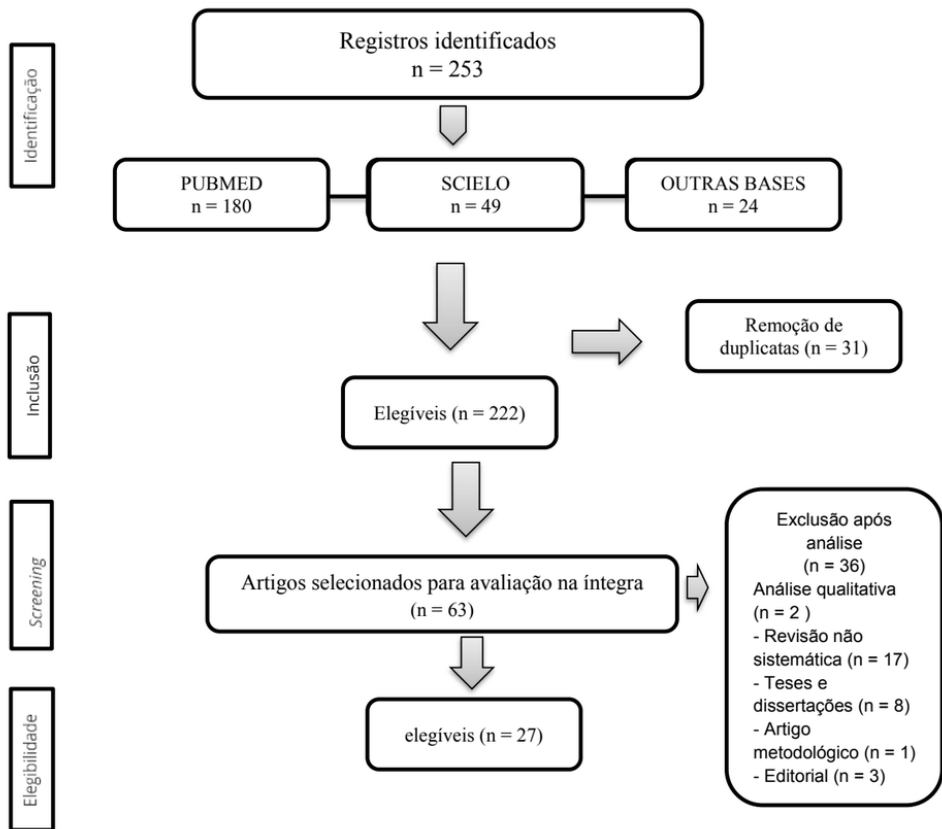 Identificação
Registros identificados
n = 253
PUBMED
n = 180
SCIELO
n = 49
OUTRAS BASES
n = 24
Inclusão
Remoção de
duplicatas (n = 31)
Elegíveis (n = 222)
Screening
Artigos selecionados para avaliação na íntegra
(n = 63)
Exclusão após
análise
(n = 36)
Análise qualitativa
(n = 2 )
- Revisão não
sistemática (n = 17)
- Teses e
dissertações (n = 8)
- Artigo
metodológico (n = 1)
- Editorial (n = 3)
Elegibilidade
elegíveis (n = 27)